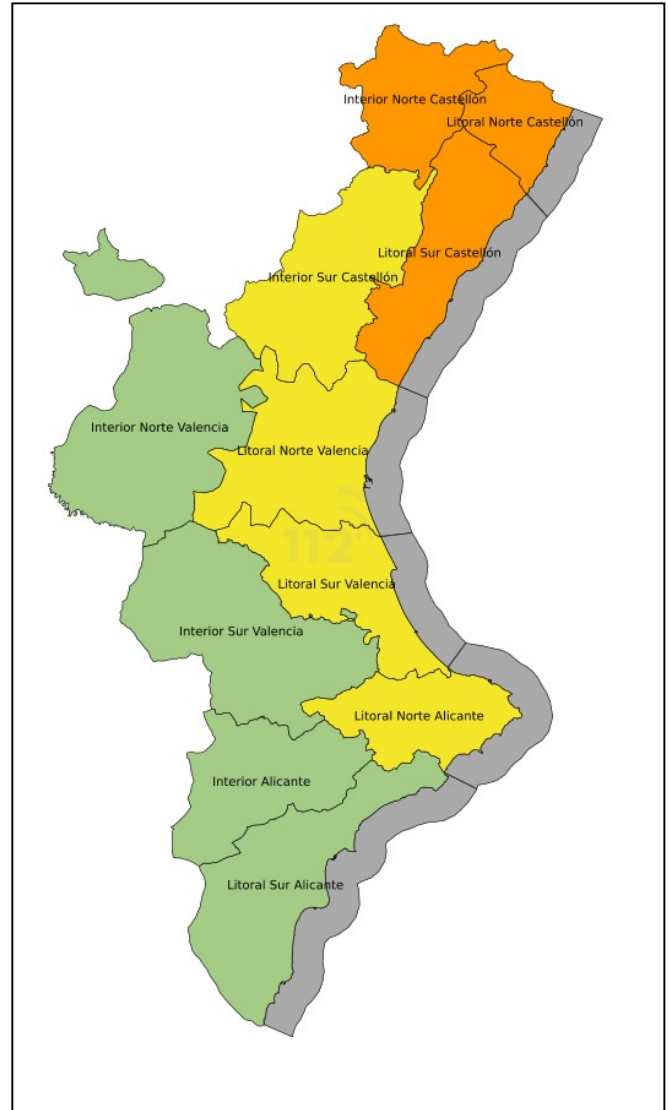 Interior Norte Castellón
Litoral Norte Castellón
Litoral Sur Castellón
Interior Sur Castellón
Interior Norte Valencia
Litoral Norte Valencia
112
Litoral Sur Valencia
Interior Sur Valencia
Litoral Norte Alicante
Interior Alicante
Litoral Sur Alicante